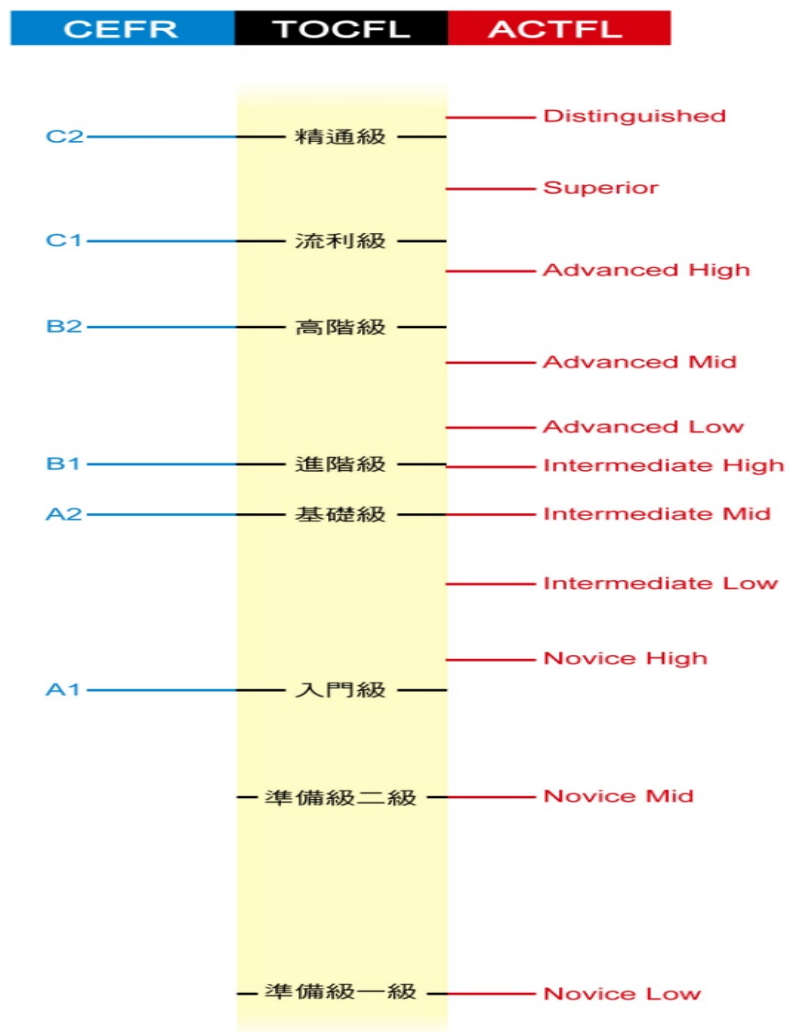 CEFR TOCFL ACTFL
Distinguished
C2 精通級
Superior
C1 流利級
Advanced High
B2 高階級
Advanced Mid
Advanced Low
B1 進階級 Intermediate High
A2 基礎級 Intermediate Mid
Intermediate Low
Novice High
A1 入門級
準備級二級 Novice Mid
準備級一級 Novice Low